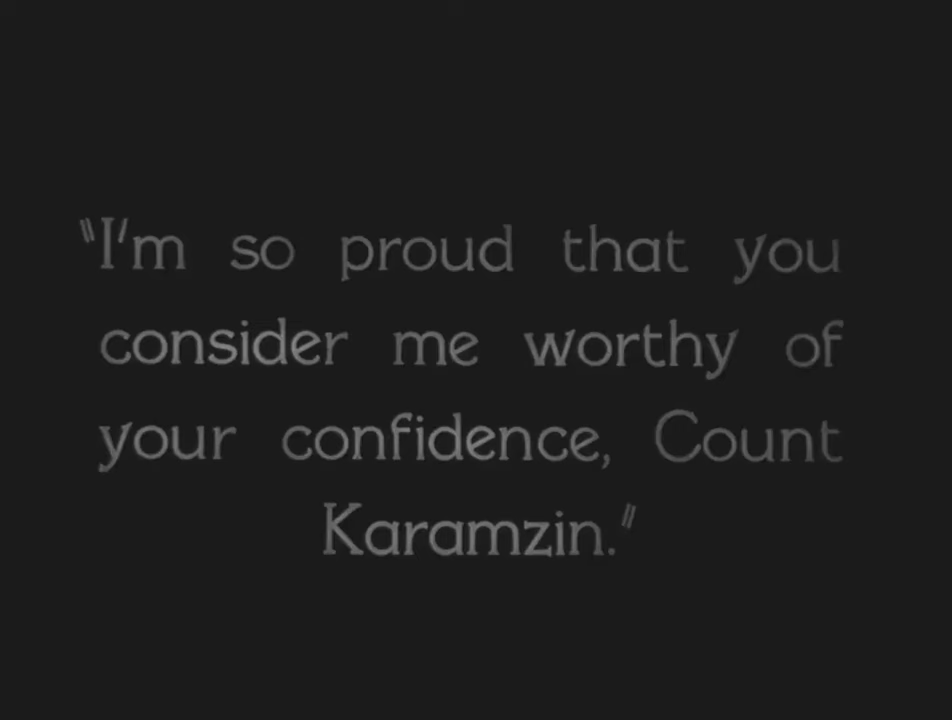 "I'm so proud that you
consider me worthy of
your confidence, Count
Karamzin."